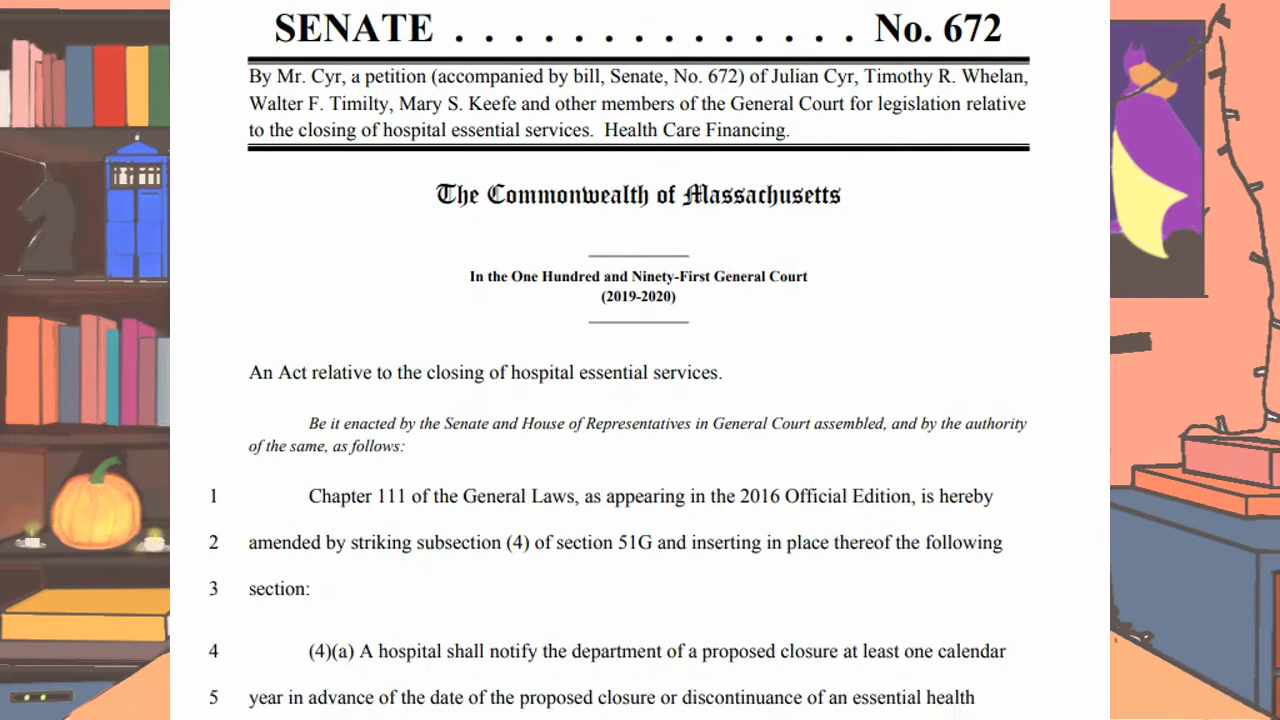 SENATE . . . . . . . . . . . . . . No. 672
By Mr. Cyr, a petition (accompanied by bill, Senate, No. 672) of Julian Cyr, Timothy R. Whelan,
Walter F. Timilty, Mary S. Keefe and other members of the General Court for legislation relative
to the closing of hospital essential services. Health Care Financing.
The Commonwealth of Massachusetts
In the One Hundred and Ninety-First General Court
(2019-2020)
An Act relative to the closing of hospital essential services.
Be it enacted by the Senate and House of Representatives in General Court assembled, and by the authority
of the same, as follows:
1 Chapter 111 of the General Laws, as appearing in the 2016 Official Edition, is hereby
2 amended by striking subsection (4) of section 51G and inserting in place thereof the following
3 section:
4 (4)(a) A hospital shall notify the department of a proposed closure at least one calendar
5 year in advance of the date of the proposed closure or discontinuance of an essential health